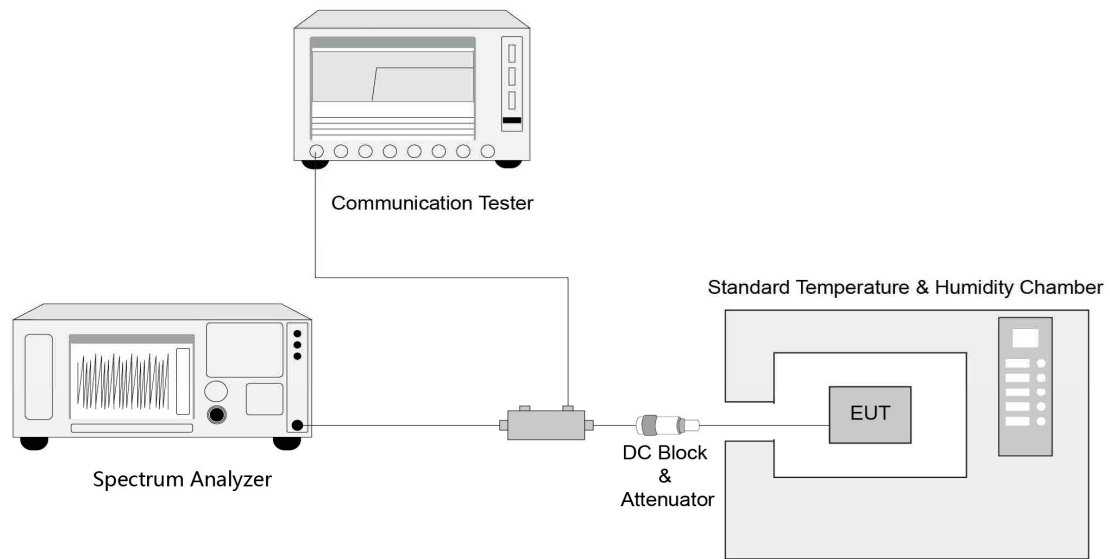 Communication Tester
Standard Temperature & Humidity Chamber
EUT
DC Block
&
Attenuator
Spectrum Analyzer